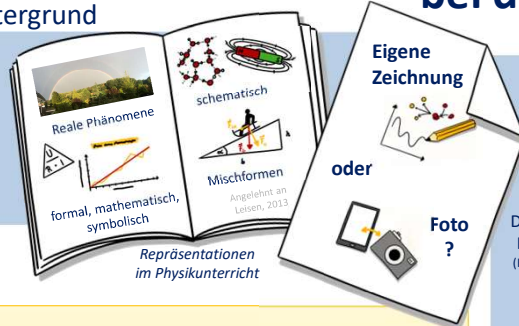 tergrund
Reale Phänomene
formal, mathematisch,
symbolisch
schematisch
Mischformen
Angelehnt an
Leisen, 2013
Repräsentationen
im Physikunterricht
Eigene
Zeichnung
oder
Foto
?